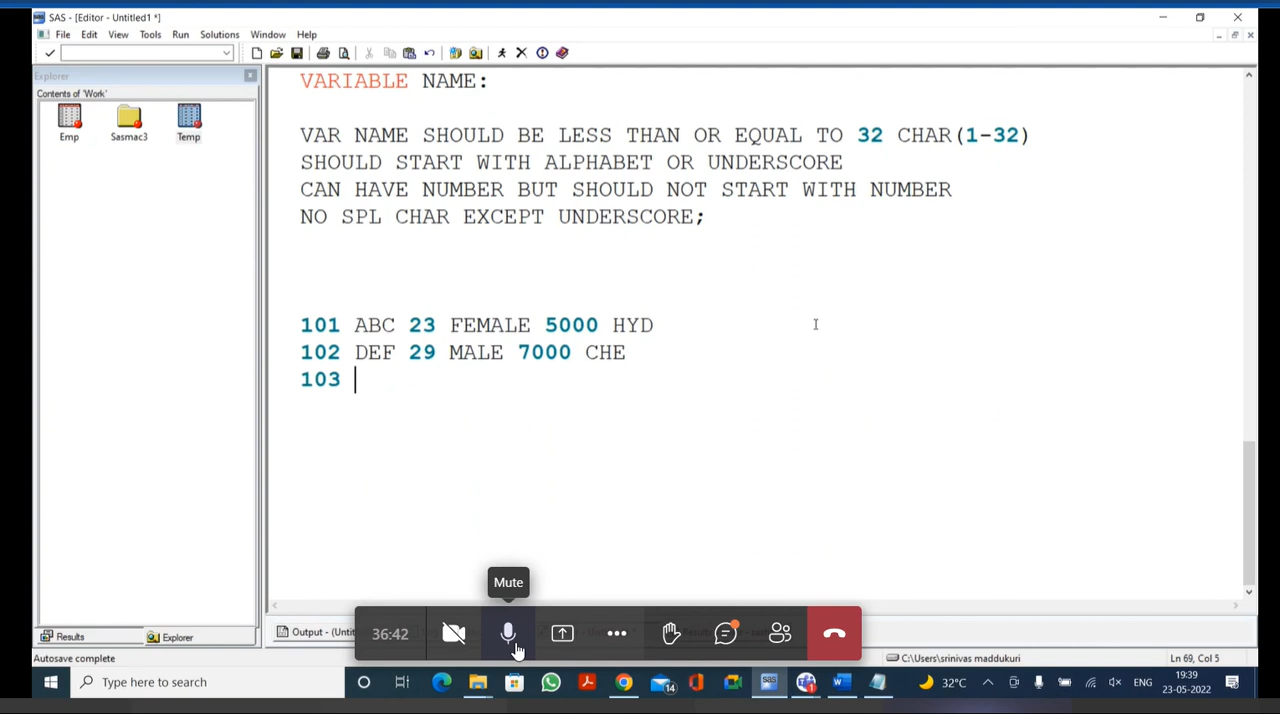 SAS - [Editor - Untitled1 *]
File Edit View Tools Run Solutions Window Help
Explorer
Contents of 'Work'
Emp Sasmac3 Temp
VARIABLE NAME:
VAR NAME SHOULD BE LESS THAN OR EQUAL TO 32 CHAR(1-32)
SHOULD START WITH ALPHABET OR UNDERSCORE
CAN HAVE NUMBER BUT SHOULD NOT START WITH NUMBER
NO SPL CHAR EXCEPT UNDERSCORE;
101 ABC 23 FEMALE 5000 HYD
102 DEF 29 MALE 7000 CHE
103
Mute
36:42
Results Explorer
Output - (Unti
Autosave complete
C:\Users\srinivas maddukuri
Ln 69, Col 5
Type here to search
14
32°C
ENG
19:39
23-05-2022